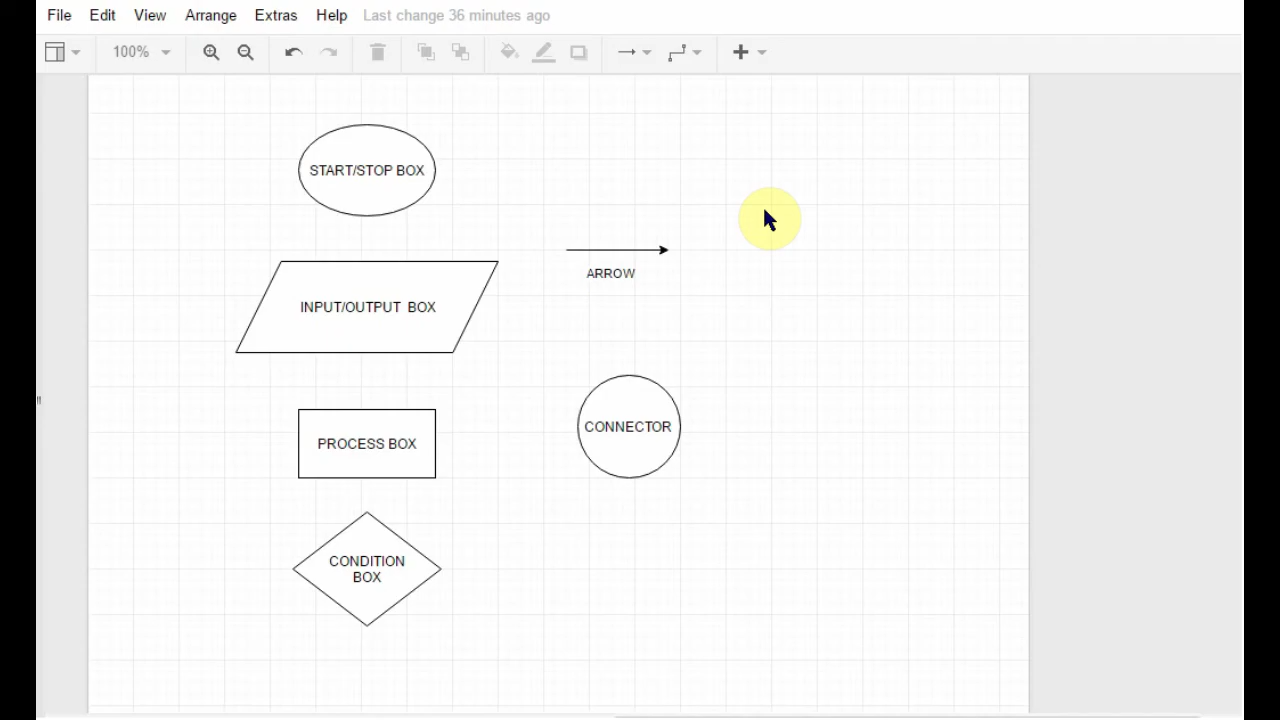 File Edit View Arrange Extras Help Last change 36 minutes ago
100%
START/STOP BOX
ARROW
INPUT/OUTPUT BOX
CONNECTOR
PROCESS BOX
CONDITION
BOX